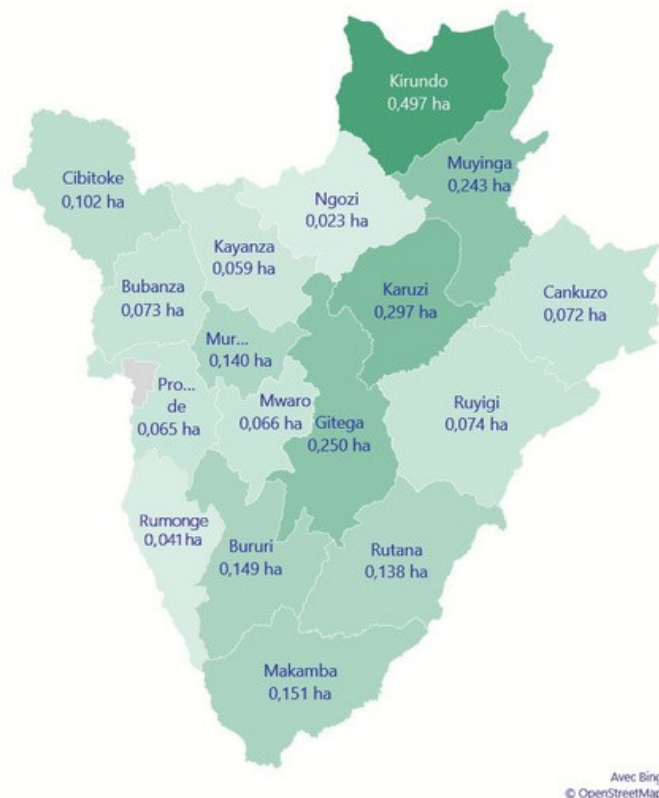 Kirundo
0,497 ha
Muyinga
0,243 ha
Cibitoke
0,102 ha
Ngozi
0,023 ha
Kayanza
0,059 ha
Bubanza
0,073 ha
Karuzi
0,297 ha
Cankuzo
0,072 ha
Mur...
0,140 ha
Pro...
de
0,065 ha
Mwaro
0,066 ha
Gitega
0,250 ha
Ruyigi
0,074 ha
Rumonge
0,041 ha
Bururi
0,149 ha
Rutana
0,138 ha
Makamba
0,151 ha
Avec Bing
© OpenStreetMap